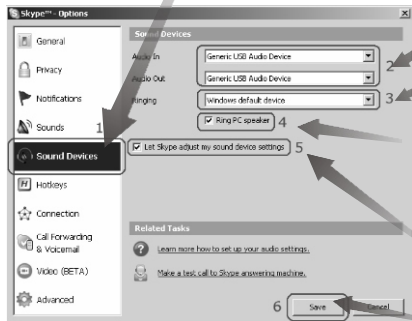 Skype™ - Options
General
Privacy
Notifications
Sounds 1
Sound Devices
Hotkeys
Connection
Call Forwarding
& Voicemail
Video (BETA)
Advanced
Sound Devices
Audio In Generic USB Audio Device 2
Audio Out Generic USB Audio Device
Ringing Windows default device 3
Ring PC speaker 4
Let Skype adjust my sound device settings 5
Related Tasks
Learn more how to set up your audio settings.
Make a test call to Skype answering machine.
6 Save Cancel